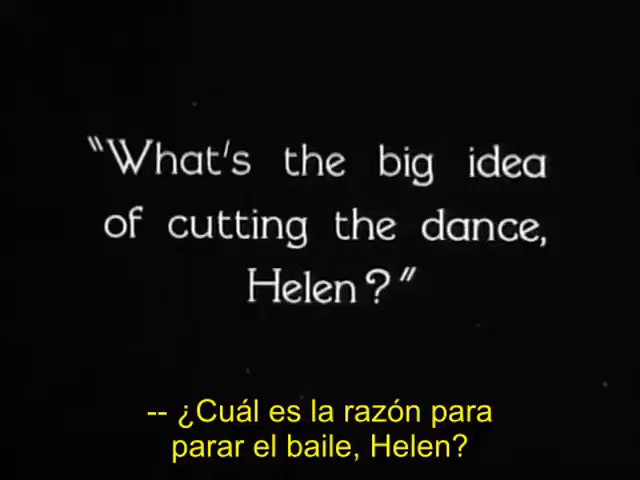 "What's the big idea
of cutting the dance,
Helen?"
-- ¿Cuál es la razón para
parar el baile, Helen?